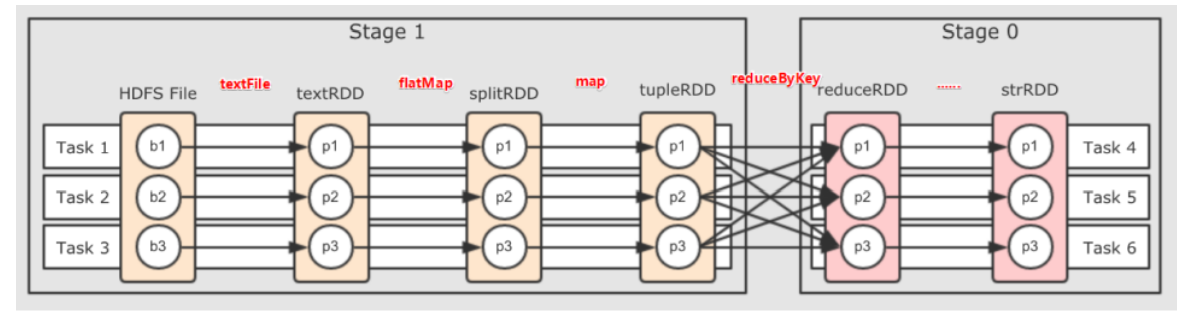 Stage 1
Stage 0
textFile
flatMap
map
reduceByKey
......
HDFS File
textRDD
splitRDD
tupleRDD
reduceRDD
strRDD
Task 1
b1
p1
p1
p1
p1
p1
Task 4
Task 2
b2
p2
p2
p2
p2
p2
Task 5
Task 3
b3
p3
p3
p3
p3
p3
Task 6